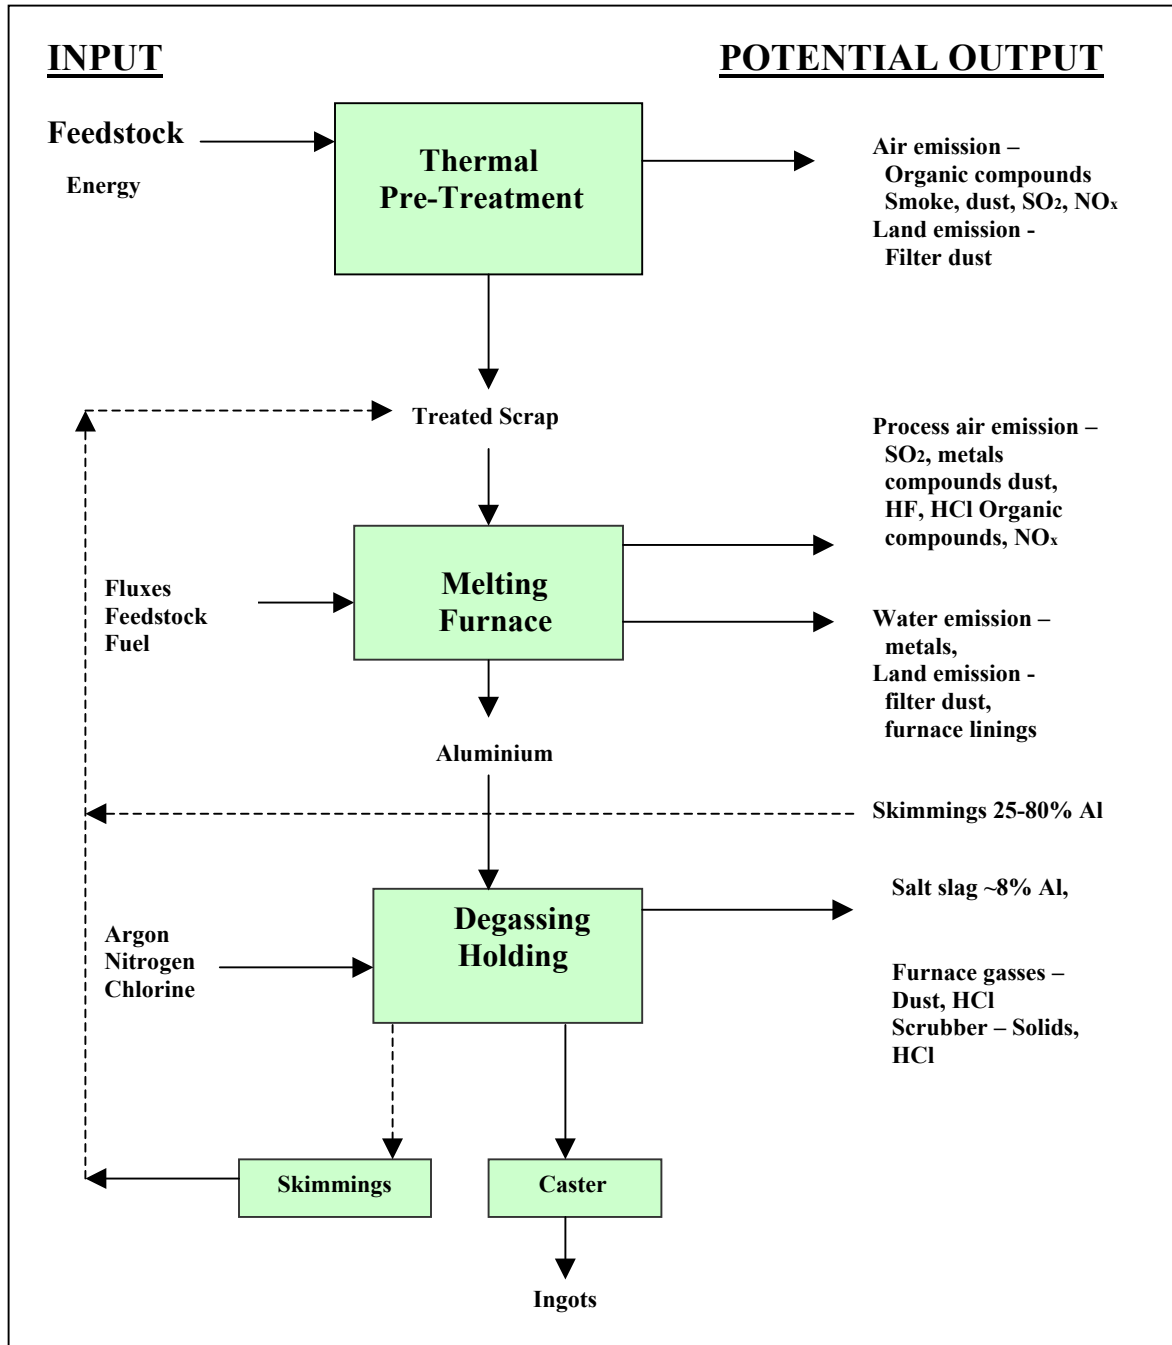 INPUT
POTENTIAL OUTPUT
Feedstock
Energy
Thermal
Pre-Treatment
Air emission –
Organic compounds
Smoke, dust, SO2, NOx
Land emission -
Filter dust
Treated Scrap
Process air emission –
SO2, metals
compounds dust,
HF, HCl Organic
compounds, NOx
Fluxes
Feedstock
Fuel
Melting
Furnace
Water emission –
metals,
Land emission -
filter dust,
furnace linings
Aluminium
Skimmings 25-80% Al
Argon
Nitrogen
Chlorine
Degassing
Holding
Salt slag ~8% Al,
Furnace gasses –
Dust, HCl
Scrubber – Solids,
HCl
Skimmings
Caster
Ingots